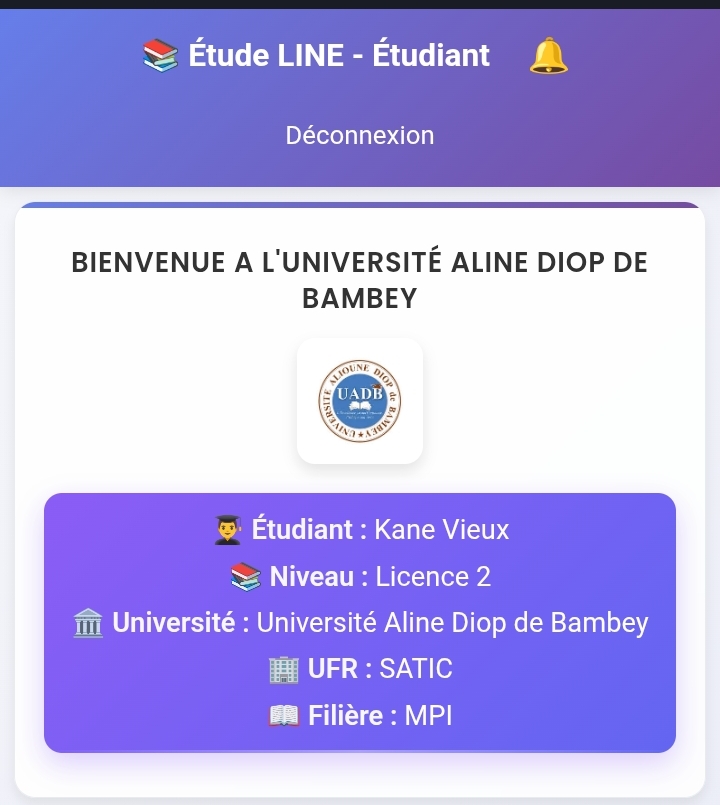 Étude LINE - Étudiant
Déconnexion
BIENVENUE A L'UNIVERSITÉ ALINE DIOP DE
BAMBEY
UNIVERSITE ALIOUNE DIOP de BAMBEY
UADB
Étudiant : Kane Vieux
Niveau : Licence 2
Université : Université Aline Diop de Bambey
UFR : SATIC
Filière : MPI